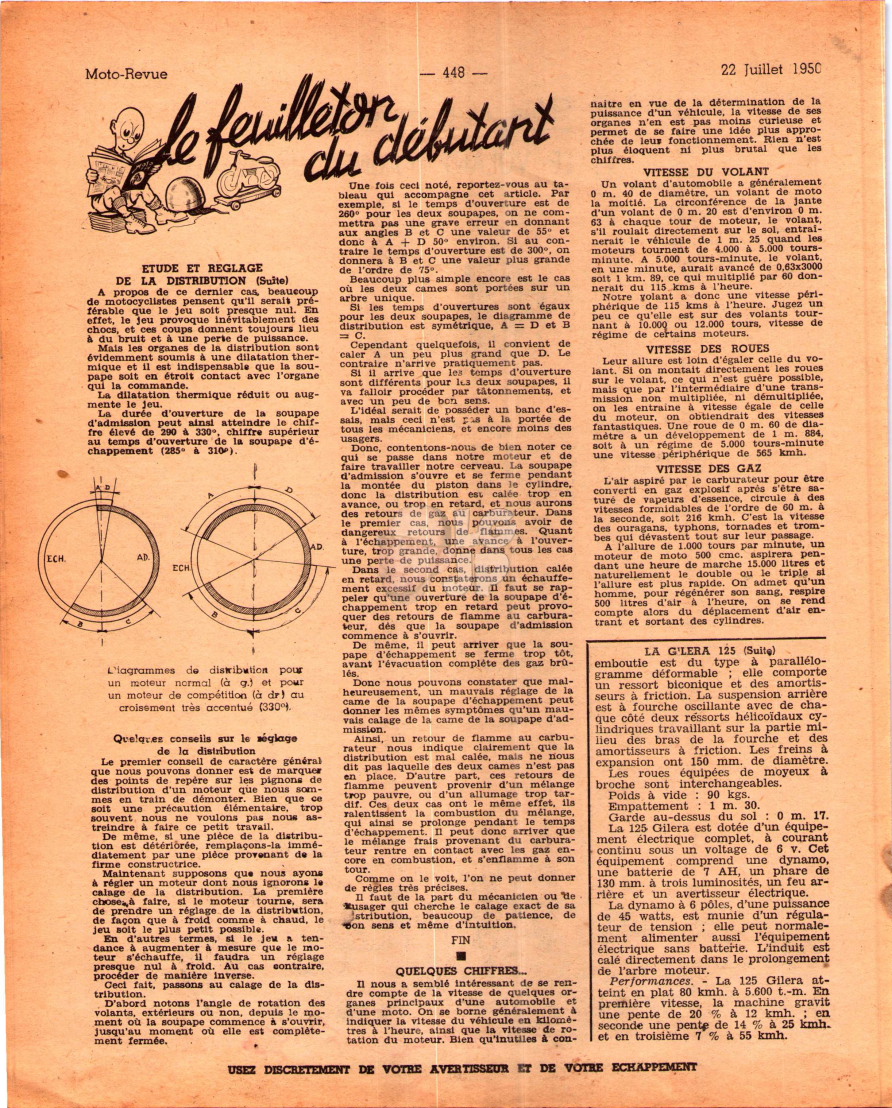 Moto-Revue
— 448 —
22 Juillet 1950
le feuilleton
du débutant
ETUDE ET REGLAGE
DE LA DISTRIBUTION (Suite)
A propos de ce dernier cas, beaucoup
de motocyclistes pensent qu'il serait pré-
férable que le jeu soit presque nul. En
effet, le jeu provoque inévitablement des
chocs, et ces coups donnent toujours lieu
à du bruit et à une perte de puissance.
Mais les organes de la distribution sont
évidemment soumis à une dilatation ther-
mique et il est indispensable que la sou-
pape soit en étroit contact avec l'organe
qui la commande.
La dilatation thermique réduit ou aug-
mente le jeu.
La durée d'ouverture de la soupape
d'admission peut ainsi atteindre le chif-
fre élevé de 290 à 330°, chiffre supérieur
au temps d'ouverture de la soupape d'é-
chappement (285° à 310°).
A D
ECH.
AD.
B C
A D
ECH.
AD.
B C
Diagrammes de distribution pour
un moteur normal (à g.) et pour
un moteur de compétition (à dr) au
croisement très accentué (330°).
Quelques conseils sur le réglage
de la distribution
Le premier conseil de caractère général
que nous pouvons donner est de marquer
des points de repère sur les pignons de
distribution d'un moteur que nous som-
mes en train de démonter. Bien que ce
soit une précaution élémentaire, trop
souvent nous ne voulons pas nous as-
treindre à faire ce petit travail.
De même, si une pièce de la distribu-
tion est détériorée, remplaçons-la immé-
diatement par une pièce provenant de la
firme constructrice.
Maintenant supposons que nous ayons
à régler un moteur dont nous ignorons le
calage de la distribution. La première
chose à faire, si le moteur tourne, sera
de prendre un réglage de la distribution,
de façon que à froid comme à chaud, le
jeu soit le plus petit possible.
En d'autres termes, si le jeu a ten-
dance à augmenter à mesure que le mo-
teur s'échauffe, il faudra un réglage
presque nul à froid. Au cas contraire,
procéder de manière inverse.
Ceci fait, passons au calage de la dis-
tribution.
D'abord notons l'angle de rotation des
volants, extérieurs ou non, depuis le mo-
ment où la soupape commence à s'ouvrir,
jusqu'au moment où elle est complète-
ment fermée.
Une fois ceci noté, reportez-vous au ta-
bleau qui accompagne cet article. Par
exemple, si le temps d'ouverture est de
260° pour les deux soupapes, on ne com-
mettra pas une grave erreur en donnant
aux angles B et C une valeur de 55° et
donc à A + D 50° environ. Si au con-
traire le temps d'ouverture est de 300°, on
donnera à B et C une valeur plus grande
de l'ordre de 75°.
Beaucoup plus simple encore est le cas
où les deux cames sont portées sur un
arbre unique.
Si les temps d'ouvertures sont égaux
pour les deux soupapes, le diagramme de
distribution est symétrique, A = D et B
= C.
Cependant quelquefois, il convient de
caler A un peu plus grand que D. Le
contraire n'arrive pratiquement pas.
Si il arrive que les temps d'ouverture
sont différents pour les deux soupapes, il
va falloir procéder par tâtonnements, et
avec un peu de bon sens.
L'idéal serait de posséder un banc d'es-
sais, mais ceci n'est pas à la portée de
tous les mécaniciens, et encore moins des
usagers.
Donc, contentons-nous de bien noter ce
qui se passe dans notre moteur et de
faire travailler notre cerveau. La soupape
d'admission s'ouvre et se ferme pendant
la montée du piston dans le cylindre,
donc la distribution est calée trop en
avance, ou trop en retard, et nous aurons
des retours de gaz au carburateur. Dans
le premier cas, nous pouvons avoir de
dangereux retours de flammes. Quant
à l'échappement, une avance à l'ouver-
ture, trop grande, donne dans tous les cas
une perte de puissance.
Dans le second cas, distribution calée
en retard, nous constaterons un échauffe-
ment excessif du moteur. Il faut se rap-
peler qu'une ouverture de la soupape d'é-
chappement trop en retard peut provo-
quer des retours de flamme au carbura-
teur, dès que la soupape d'admission
commence à s'ouvrir.
De même, il peut arriver que la sou-
pape d'échappement se ferme trop tôt,
avant l'évacuation complète des gaz brû-
lés.
Donc nous pouvons constater que mal-
heureusement, un mauvais réglage de la
came de la soupape d'échappement peut
donner les mêmes symptômes qu'un mau-
vais calage de la came de la soupape d'ad-
mission.
Ainsi, un retour de flamme au carbu-
rateur nous indique clairement que la
distribution est mal calée, mais ne nous
dit pas laquelle des deux cames n'est pas
en place. D'autre part, ces retours de
flamme peuvent provenir d'un mélange
trop pauvre, ou d'un allumage trop tar-
dif. Ces deux cas ont le même effet, ils
ralentissent la combustion du mélange,
qui ainsi se prolonge pendant le temps
d'échappement. Il peut donc arriver que
le mélange frais provenant du carbura-
teur rentre en contact avec les gaz en-
core en combustion, et s'enflamme à son
tour.
Comme on le voit, l'on ne peut donner
de règles très précises.
Il faut de la part du mécanicien ou de
l'usager qui cherche le calage exact de sa
distribution, beaucoup de patience, de
bon sens et même d'intuition.
FIN
QUELQUES CHIFFRES...
Il nous a semblé intéressant de se ren-
dre compte de la vitesse de quelques or-
ganes principaux d'une automobile et
d'une moto. On se borne généralement à
indiquer la vitesse du véhicule en kilomè-
tres à l'heure, ainsi que la vitesse de ro-
tation du moteur. Bien qu'inutiles à con-
naitre en vue de la détermination de la
puissance d'un véhicule, la vitesse de ses
organes n'en est pas moins curieuse et
permet de se faire une idée plus appro-
chée de leur fonctionnement. Rien n'est
plus éloquent ni plus brutal que les
chiffres.
VITESSE DU VOLANT
Un volant d'automobile a généralement
0 m. 40 de diamètre, un volant de moto
la moitié. La circonférence de la jante
d'un volant de 0 m. 20 est d'environ 0 m.
63 à chaque tour de moteur, le volant,
s'il roulait directement sur le sol, entraî-
nerait le véhicule de 1 m. 25 quand les
moteurs tournent de 4.000 à 5.000 tours-
minute. A 5.000 tours-minute, le volant,
en une minute, aurait avancé de 0,63x3000
soit 1 km. 89, ce qui multiplié par 60 don-
nerait du 115 kms à l'heure.
Notre volant a donc une vitesse péri-
phérique de 115 kms à l'heure. Jugez un
peu ce qu'elle est sur des volants tour-
nant à 10.000 ou 12.000 tours, vitesse de
régime de certains moteurs.
VITESSE DES ROUES
Leur allure est loin d'égaler celle du vo-
lant. Si on montait directement les roues
sur le volant, ce qui n'est guère possible,
mais que par l'intermédiaire d'une trans-
mission non multipliée, ni démultipliée,
on les entraine à vitesse égale de celle
du moteur, on obtiendrait des vitesses
fantastiques. Une roue de 0 m. 60 de dia-
mètre a un développement de 1 m. 884,
soit à un régime de 5.000 tours-minute
une vitesse périphérique de 565 kmh.
VITESSE DES GAZ
L'air aspiré par le carburateur pour être
converti en gaz explosif après s'être sa-
turé de vapeurs d'essence, circule à des
vitesses formidables de l'ordre de 60 m. à
la seconde, soit 216 kmh. C'est la vitesse
des ouragans, typhons, tornades et trom-
bes qui dévastent tout sur leur passage.
A l'allure de 1.000 tours par minute, un
moteur de moto 500 cmc. aspirera pen-
dant une heure de marche 15.000 litres et
naturellement le double ou le triple si
l'allure est plus rapide. On admet qu'un
homme, pour régénérer son sang, respire
500 litres d'air à l'heure, on se rend
compte alors du déplacement d'air en-
trant et sortant des cylindres.
LA G'LERA 125 (Suite)
emboutie est du type à parallélo-
gramme déformable ; elle comporte
un ressort biconique et des amortis-
seurs à friction. La suspension arrière
est à fourche oscillante avec de cha-
que côté deux ressorts hélicoïdaux cy-
lindriques travaillant sur la partie mi
lieu des bras de la fourche et des
amortisseurs à friction. Les freins à
expansion ont 150 mm. de diamètre.
Les roues équipées de moyeux à
broche sont interchangeables.
Poids à vide : 90 kgs.
Empattement : 1 m. 30.
Garde au-dessus du sol : 0 m. 17.
La 125 Gilera est dotée d'un équipe-
ment électrique complet, à courant
continu sous un voltage de 6 v. Cet
équipement comprend une dynamo,
une batterie de 7 AH, un phare de
130 mm. à trois luminosités, un feu ar-
rière et un avertisseur électrique.
La dynamo à 6 pôles, d'une puissance
de 45 watts, est munie d'un régula-
teur de tension ; elle peut normale-
ment alimenter aussi l'équipement
électrique sans batterie. L'induit est
calé directement dans le prolongement
de l'arbre moteur.
Performances. - La 125 Gilera at-
teint en plat 80 kmh. à 5.600 t.-m. En
première vitesse, la machine gravit
une pente de 20 % à 12 kmh. ; en
seconde une pente de 14 % à 25 kmh.
et en troisième 7 % à 55 kmh.
USEZ DISCRETEMENT DE VOTRE AVERTISSEUR ET DE VOTRE ECHAPPEMENT